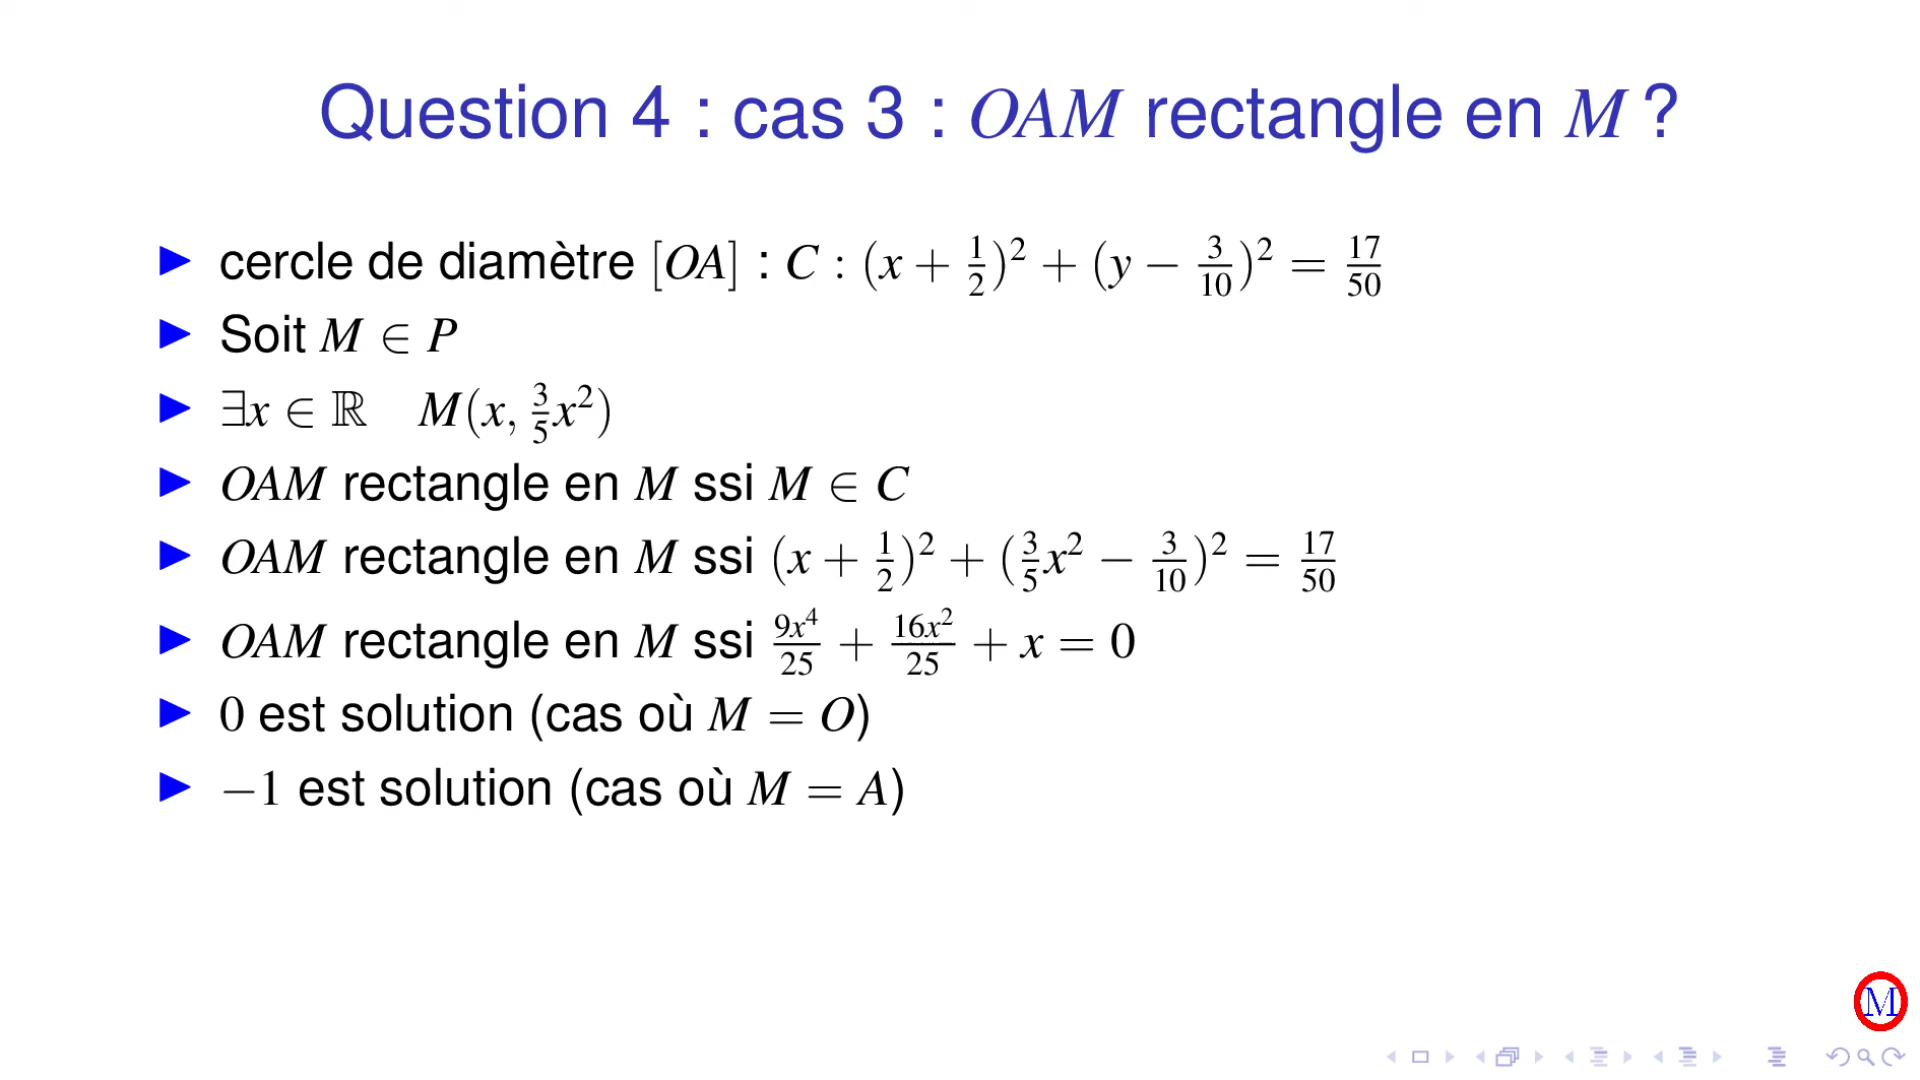 Question 4 : cas 3 : OAM rectangle en M ?
▶ cercle de diamètre [OA] : C : (x + 1/2)² + (y − 3/10)² = 17/50
▶ Soit M ∈ P
▶ ∃x ∈ ℝ M(x, 3/5x²)
▶ OAM rectangle en M ssi M ∈ C
▶ OAM rectangle en M ssi (x + 1/2)² + (3/5x² − 3/10)² = 17/50
▶ OAM rectangle en M ssi 9x⁴/25 + 16x²/25 + x = 0
▶ 0 est solution (cas où M = O)
▶ −1 est solution (cas où M = A)
M